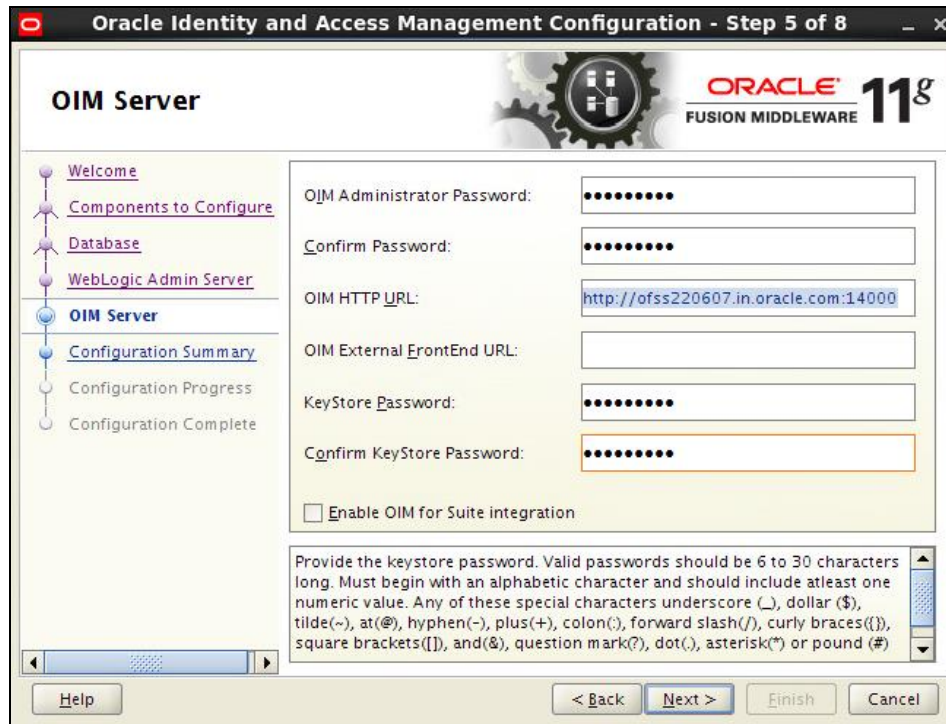 Oracle Identity and Access Management Configuration - Step 5 of 8
OIM Server
ORACLE
FUSION MIDDLEWARE 11g
Welcome
Components to Configure
Database
WebLogic Admin Server
OIM Server
Configuration Summary
Configuration Progress
Configuration Complete
OIM Administrator Password: •••••••••
Confirm Password: •••••••••
OIM HTTP URL: http://ofss220607.in.oracle.com:14000
OIM External FrontEnd URL:
KeyStore Password: •••••••••
Confirm KeyStore Password: •••••••••
Enable OIM for Suite integration
Provide the keystore password. Valid passwords should be 6 to 30 characters
long. Must begin with an alphabetic character and should include atleast one
numeric value. Any of these special characters underscore (_), dollar ($),
tilde(~), at(@), hyphen(-), plus(+), colon(:), forward slash(/), curly braces({}),
square brackets([]), and(&), question mark(?), dot(.), asterisk(*) or pound (#)
Help
< Back
Next >
Finish
Cancel